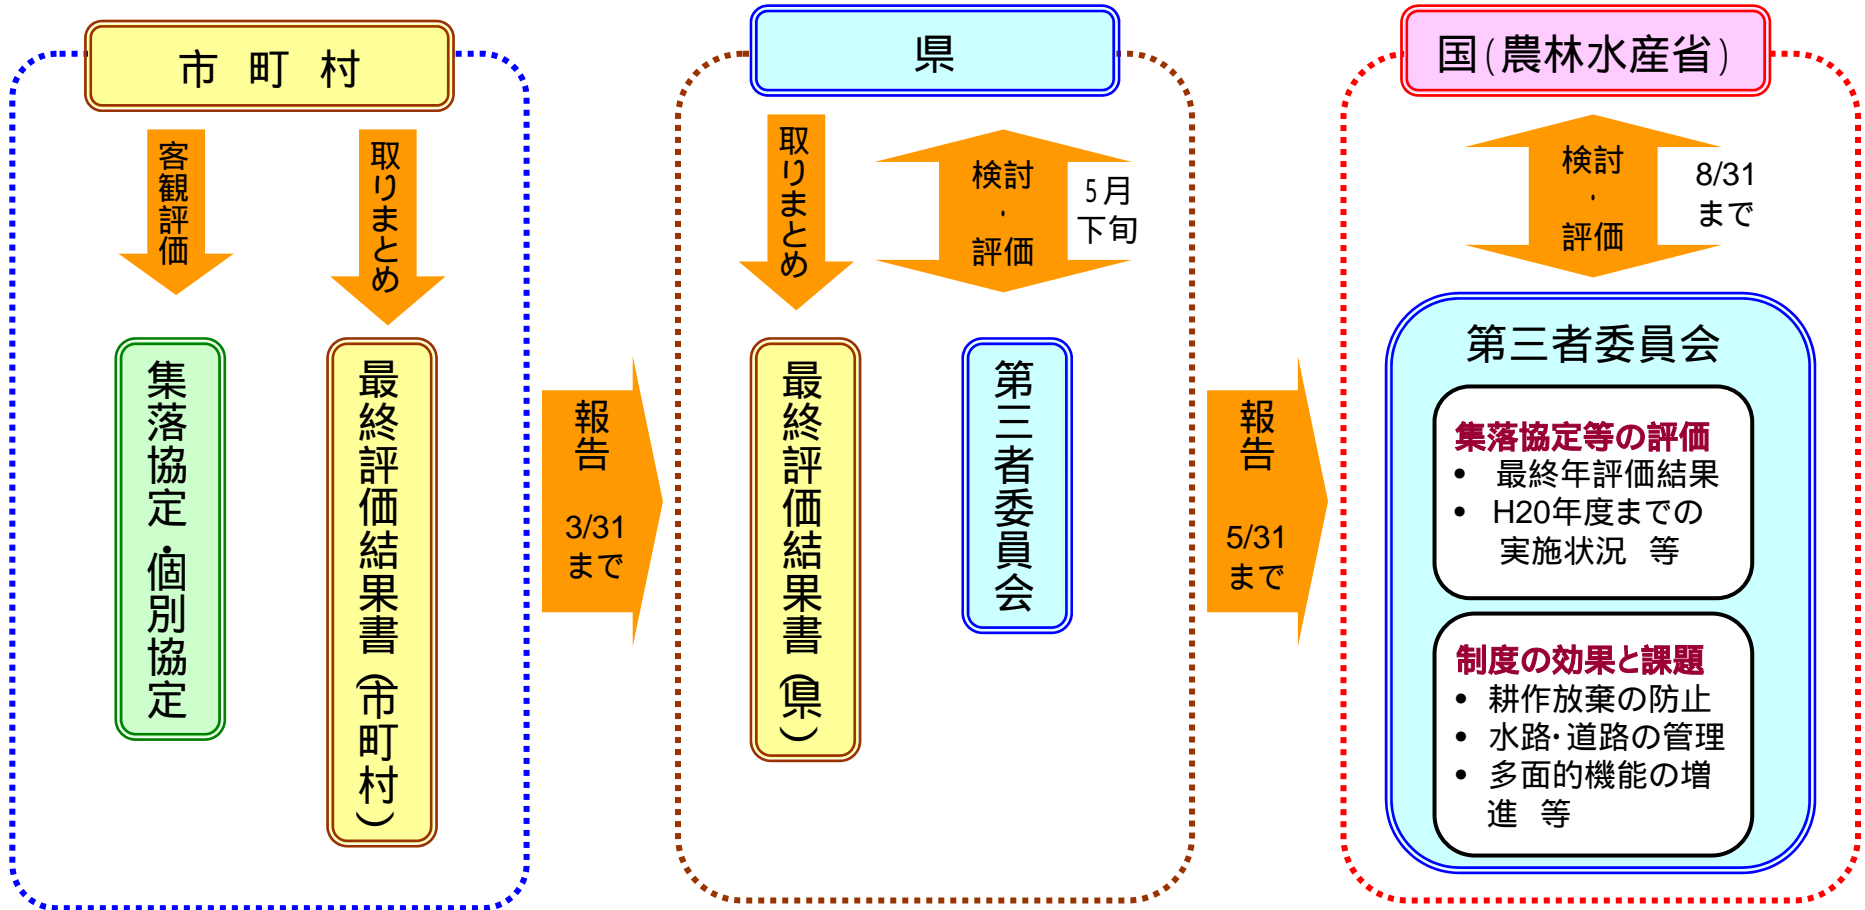 市 町 村
客観評価
取りまとめ
集落協定・個別協定
最終評価結果書(市町村)
報告
3/31
まで
県
取りまとめ
検討
・
評価
5月
下旬
最終評価結果書(県)
第三者委員会
報告
5/31
まで
国(農林水産省)
検討
・
評価
8/31
まで
第三者委員会
集落協定等の評価
• 最終年評価結果
• H20年度までの
実施状況 等
制度の効果と課題
• 耕作放棄の防止
• 水路・道路の管理
• 多面的機能の増
進 等